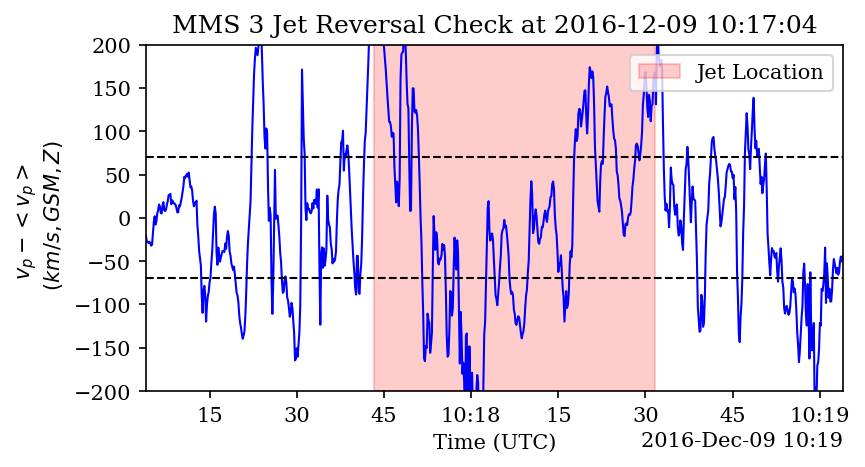 MMS 3 Jet Reversal Check at 2016-12-09 10:17:04
200
150
100
50
0
−50
−100
−150
−200
v_p − <v_p>
(km/s, GSM, Z)
Jet Location
15 30 45 10:18 15 30 45 10:19
Time (UTC)
2016-Dec-09 10:19